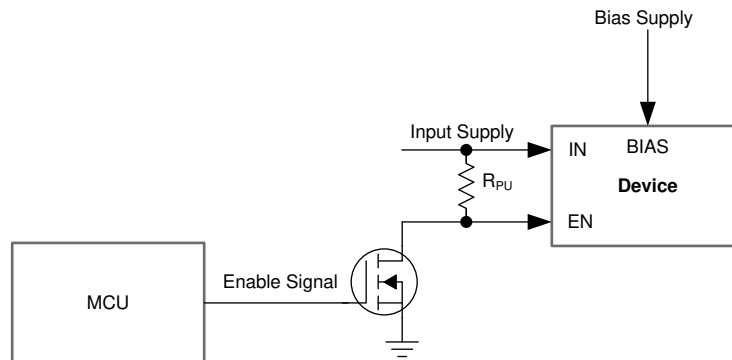 Bias Supply
Input Supply
IN
BIAS
R_PU
Device
EN
Enable Signal
MCU